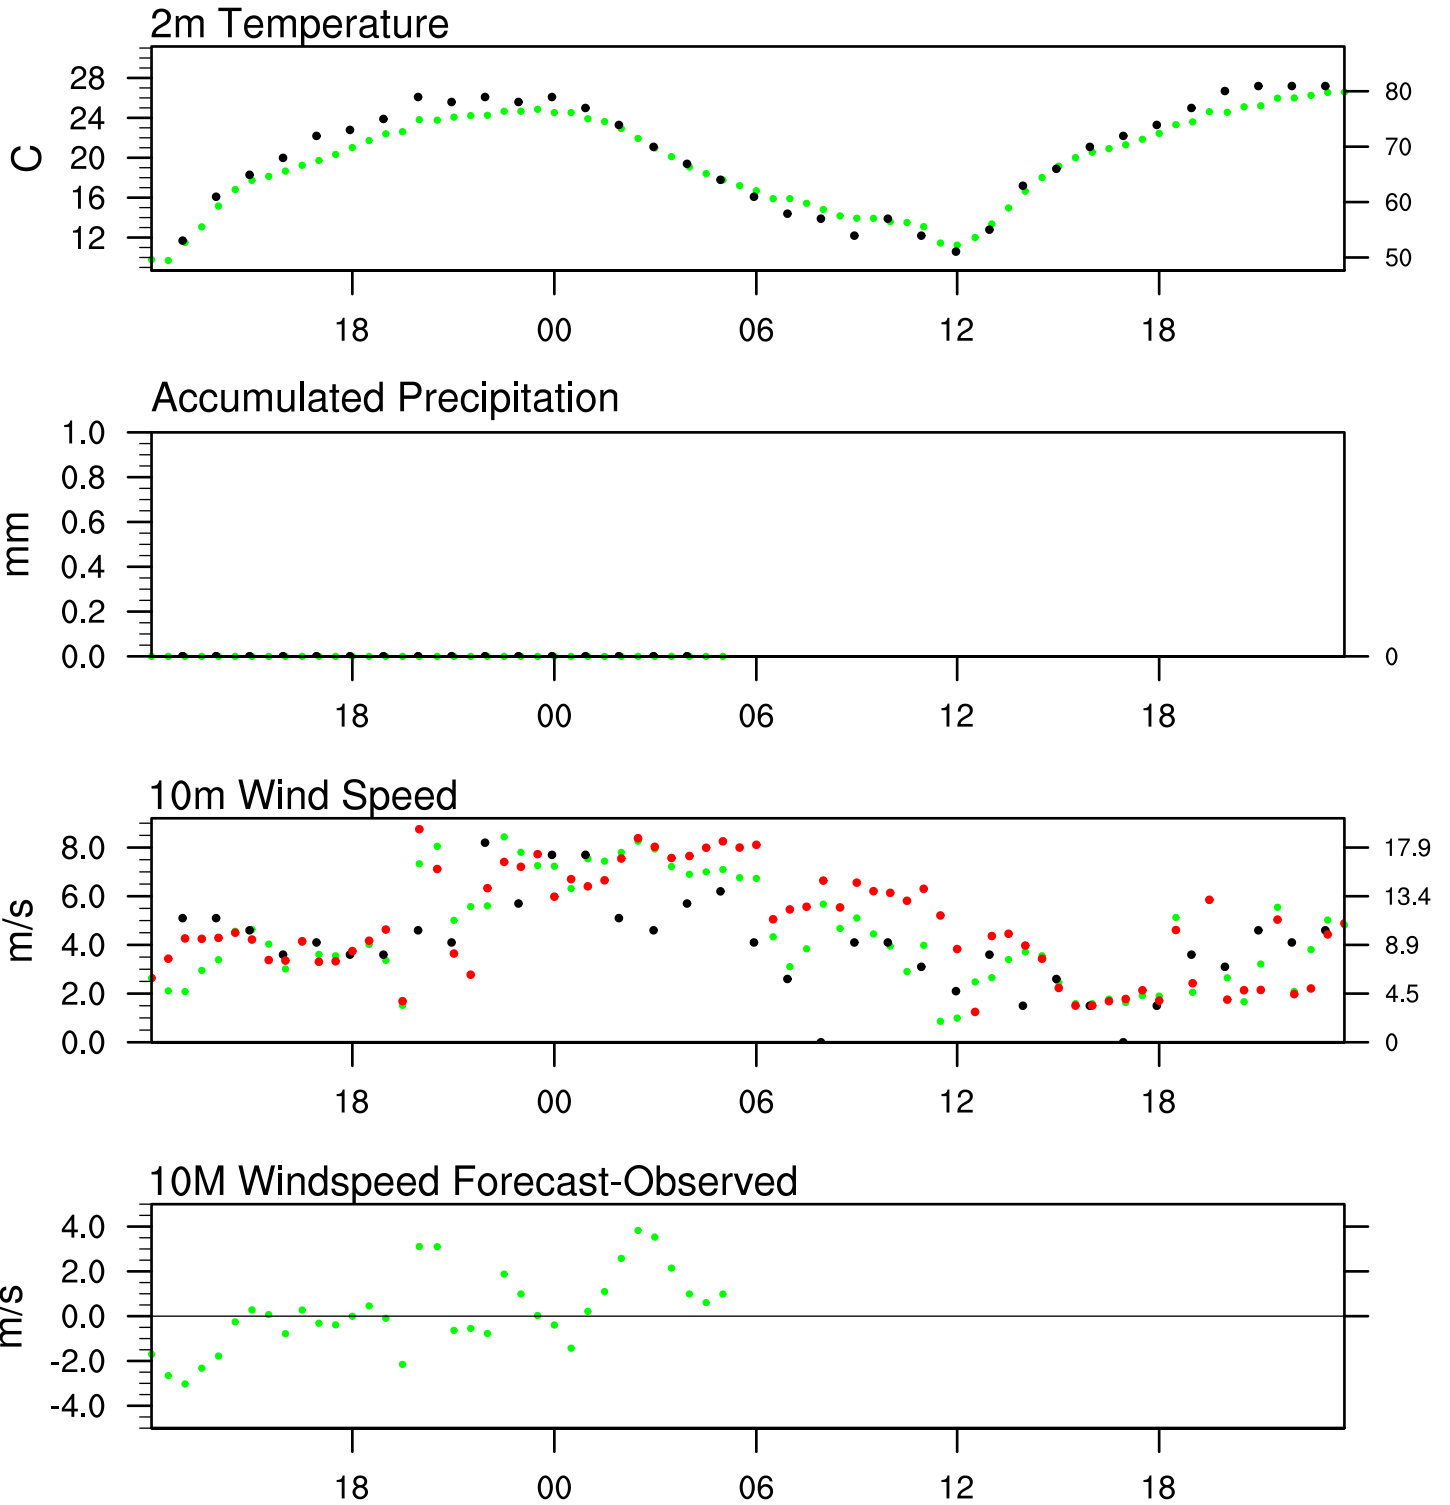 2m Temperature
28
24
20
16
12
C
80
70
60
50
18 00 06 12 18
Accumulated Precipitation
1.0
0.8
0.6
0.4
0.2
0.0
mm
0
18 00 06 12 18
10m Wind Speed
8.0
6.0
4.0
2.0
0.0
m/s
17.9
13.4
8.9
4.5
0
18 00 06 12 18
10M Windspeed Forecast-Observed
4.0
2.0
0.0
-2.0
-4.0
m/s
18 00 06 12 18